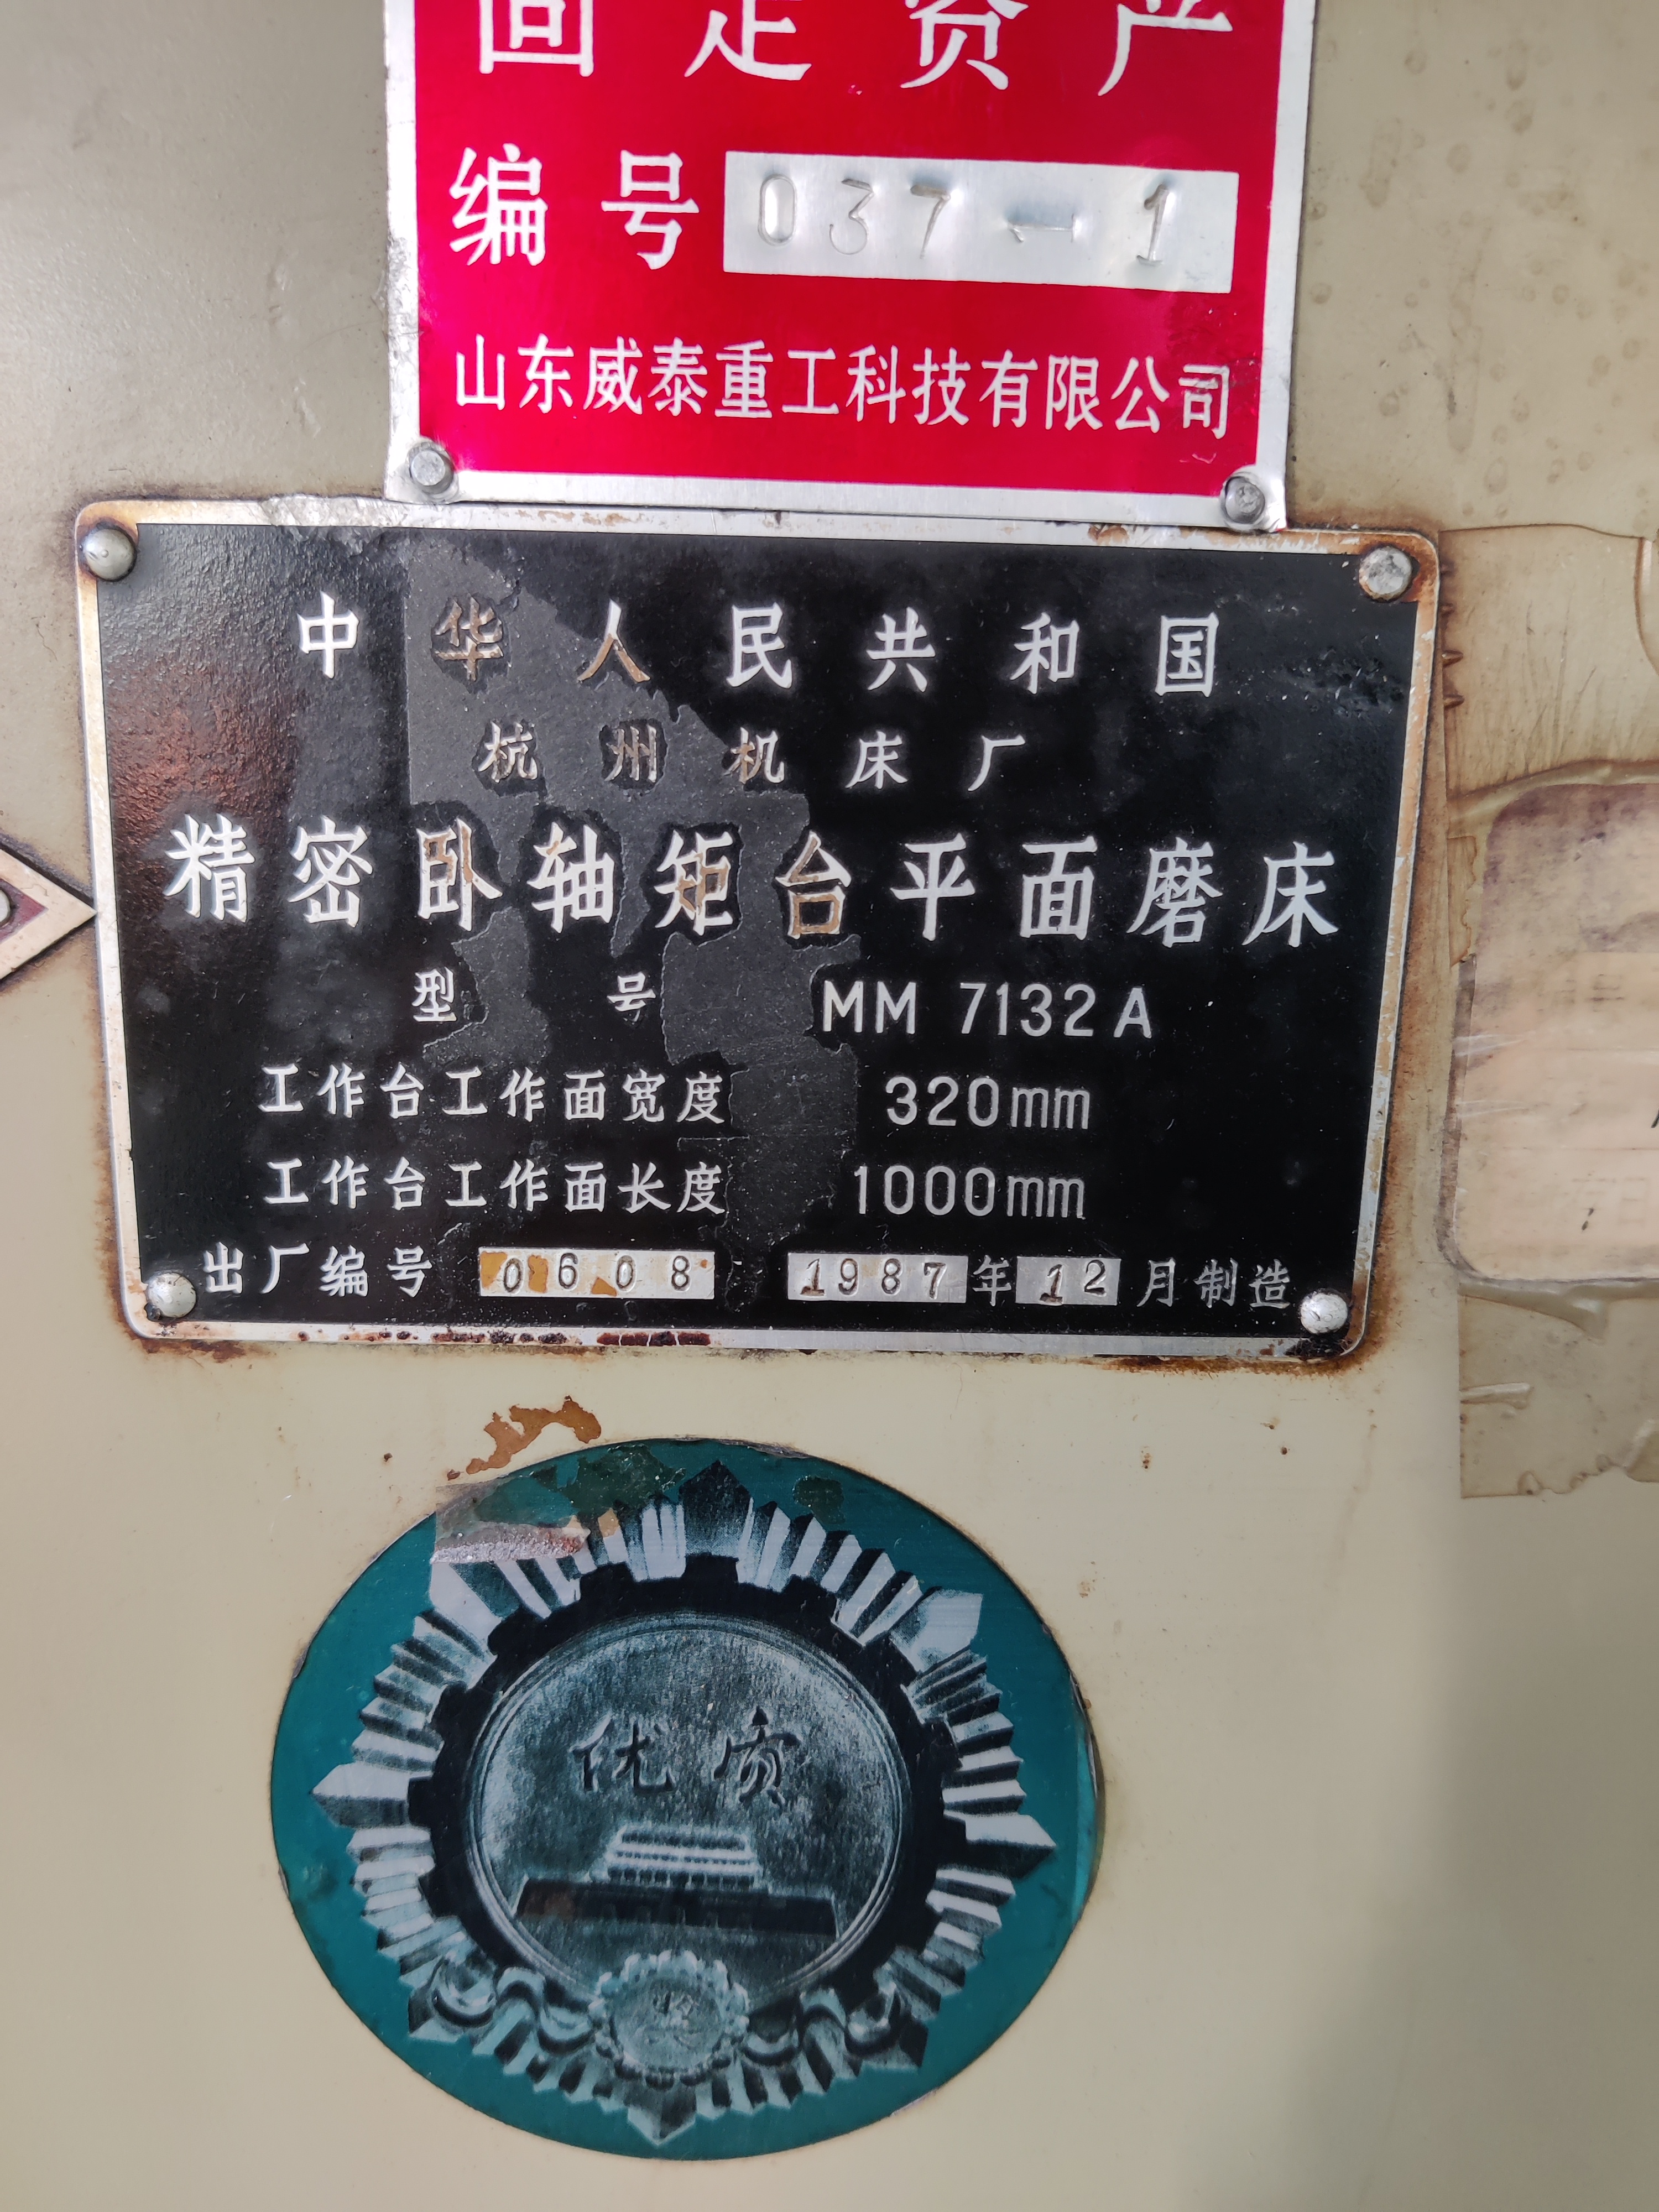 固定资产
编号 037-1
山东威泰重工科技有限公司
中华人民共和国
杭州机床厂
精密卧轴矩台平面磨床
型号 MM 7132A
工作台工作面宽度 320mm
工作台工作面长度 1000mm
出厂编号 0608 1987年12月制造
优质